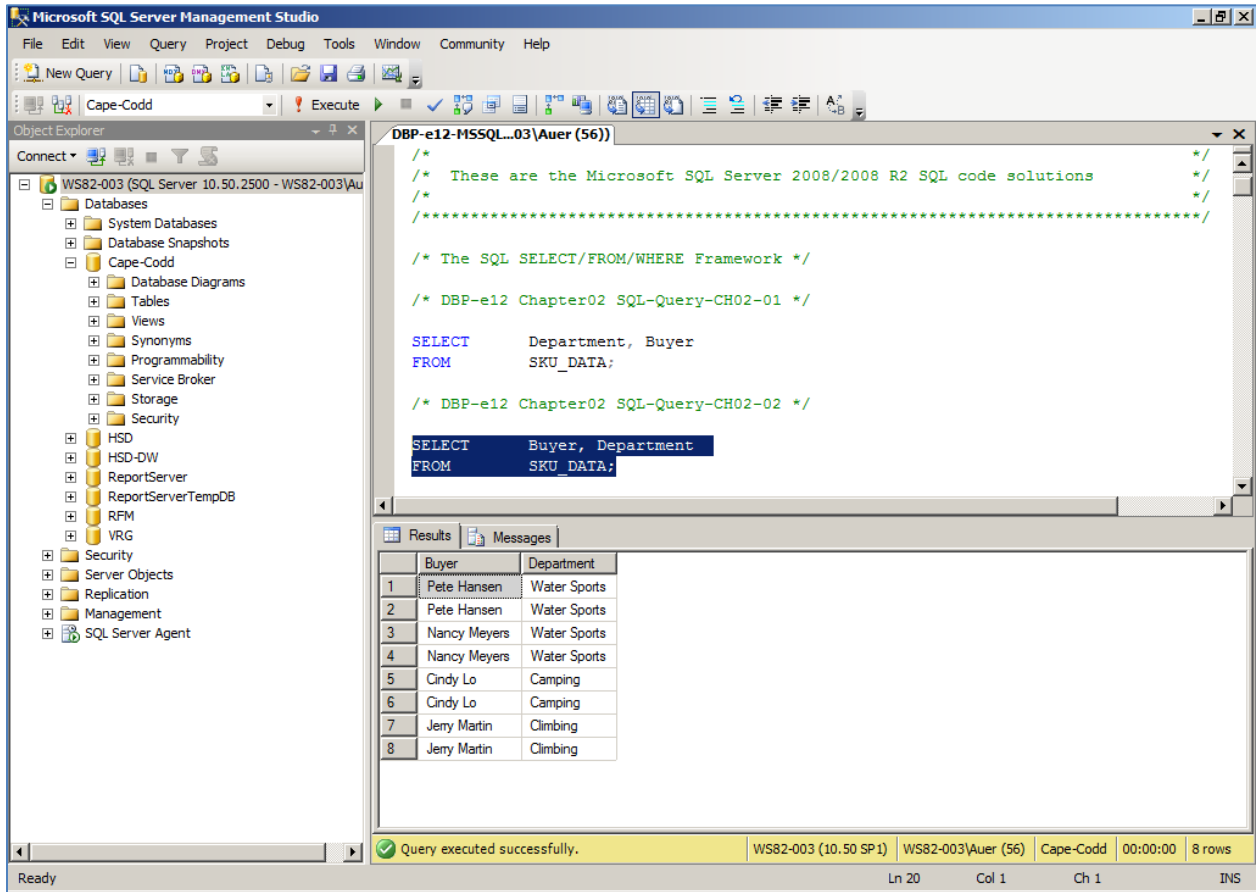 Microsoft SQL Server Management Studio
File Edit View Query Project Debug Tools Window Community Help
New Query
Cape-Codd Execute
Object Explorer
Connect
WS82-003 (SQL Server 10.50.2500 - WS82-003\Au
Databases
System Databases
Database Snapshots
Cape-Codd
Database Diagrams
Tables
Views
Synonyms
Programmability
Service Broker
Storage
Security
HSD
HSD-DW
ReportServer
ReportServerTempDB
RFM
VRG
Security
Server Objects
Replication
Management
SQL Server Agent
DBP-e12-MSSQL...03\Auer (56))
/* */
/* These are the Microsoft SQL Server 2008/2008 R2 SQL code solutions */
/* */
/********************************************************************************/
/* The SQL SELECT/FROM/WHERE Framework */
/* DBP-e12 Chapter02 SQL-Query-CH02-01 */
SELECT Department, Buyer
FROM SKU_DATA;
/* DBP-e12 Chapter02 SQL-Query-CH02-02 */
SELECT Buyer, Department
FROM SKU_DATA;
Results Messages
Buyer Department
1 Pete Hansen Water Sports
2 Pete Hansen Water Sports
3 Nancy Meyers Water Sports
4 Nancy Meyers Water Sports
5 Cindy Lo Camping
6 Cindy Lo Camping
7 Jerry Martin Climbing
8 Jerry Martin Climbing
Query executed successfully. WS82-003 (10.50 SP1) WS82-003\Auer (56) Cape-Codd 00:00:00 8 rows
Ready Ln 20 Col 1 Ch 1 INS